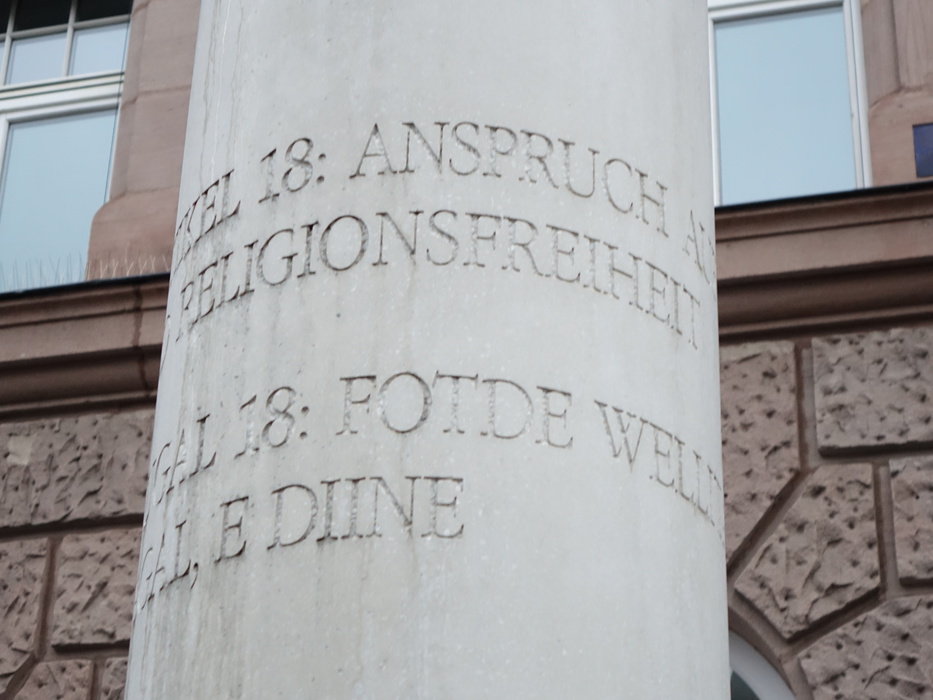 18: ANSPRUCH
RELIGIONSFREIHEIT
18: FOTDE
E DIINE